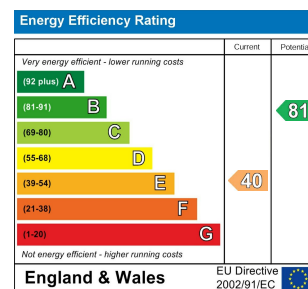 Energy Efficiency Rating
Current Potentia
Very energy efficient - lower running costs
(92 plus) A
(81-91) B
81
(69-80) C
(55-68) D
(39-54) E
40
(21-38) F
(1-20) G
Not energy efficient - higher running costs
England & Wales
EU Directive
2002/91/EC